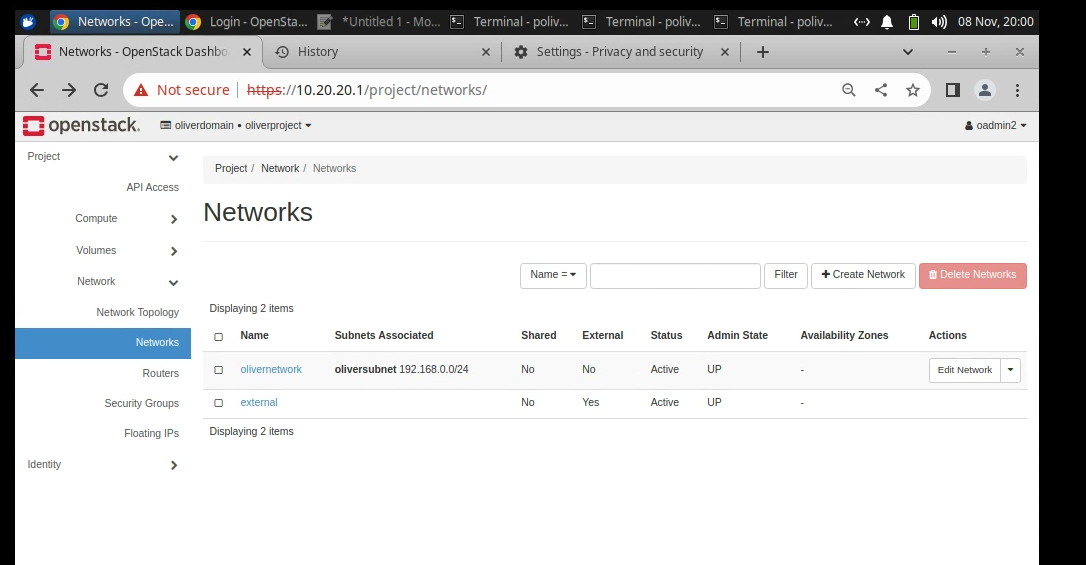 Networks - Ope...
Login - OpenSta...
*Untitled 1 - Mo...
Terminal - poliv...
Terminal - poliv...
Terminal - poliv...
08 Nov, 20:00
Networks - OpenStack Dashbo
History
Settings - Privacy and security
Not secure
https://10.20.20.1/project/networks/
openstack.
oliverdomain • oliverproject
oadmin2
Project
API Access
Compute
Volumes
Network
Network Topology
Networks
Routers
Security Groups
Floating IPs
Identity
Project / Network / Networks
Networks
Name =
Filter
Create Network
Delete Networks
Displaying 2 items
Name Subnets Associated Shared External Status Admin State Availability Zones Actions
olivernetwork oliversubnet 192.168.0.0/24 No No Active UP - Edit Network
external No Yes Active UP -
Displaying 2 items